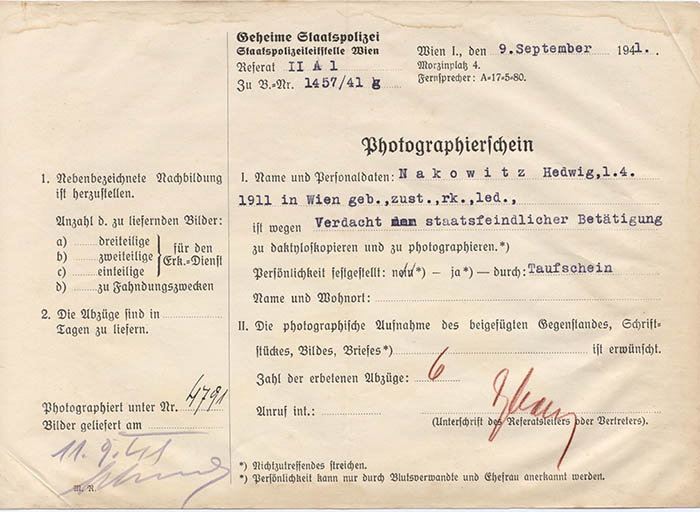 Geheime Staatspolizei
Staatspolizeileitstelle Wien
Referat II A 1
Zu B.=Nr. 1457/41 g
Wien I., den 9.September 1941.
Morzinplatz 4.
Fernsprecher: A=17=5=80.
Photographierschein
1. Nebenbezeichnete Nachbildung
ist herzustellen.
Anzahl d. zu liefernden Bilder:
a) dreiteilige
b) zweiteilige
c) einteilige
für den
Erk.=Dienst
d) zu Fahndungszwecken
2. Die Abzüge sind in
Tagen zu liefern.
Photographiert unter Nr. 4791
Bilder geliefert am
11. 9. 41
M. R.
I. Name und Personaldaten: Nakowitz Hedwig,1.4.
1911 in Wien geb.,zust.,rk.,led.,
ist wegen Verdacht staatsfeindlicher Betätigung
zu daktyloskopieren und zu photographieren.*)
Persönlichkeit festgestellt: nein*) – ja*) – durch: Taufschein
Name und Wohnort:
II. Die photographische Aufnahme des beigefügten Gegenstandes, Schrift=
stückes, Bildes, Briefes*) ist erwünscht.
Zahl der erbetenen Abzüge: 6
Anruf int.:
(Unterschrift des Referatsleiters oder Vertreters).
*) Nichtzutreffendes streichen.
*) Persönlichkeit kann nur durch Blutsverwandte und Ehefrau anerkannt werden.